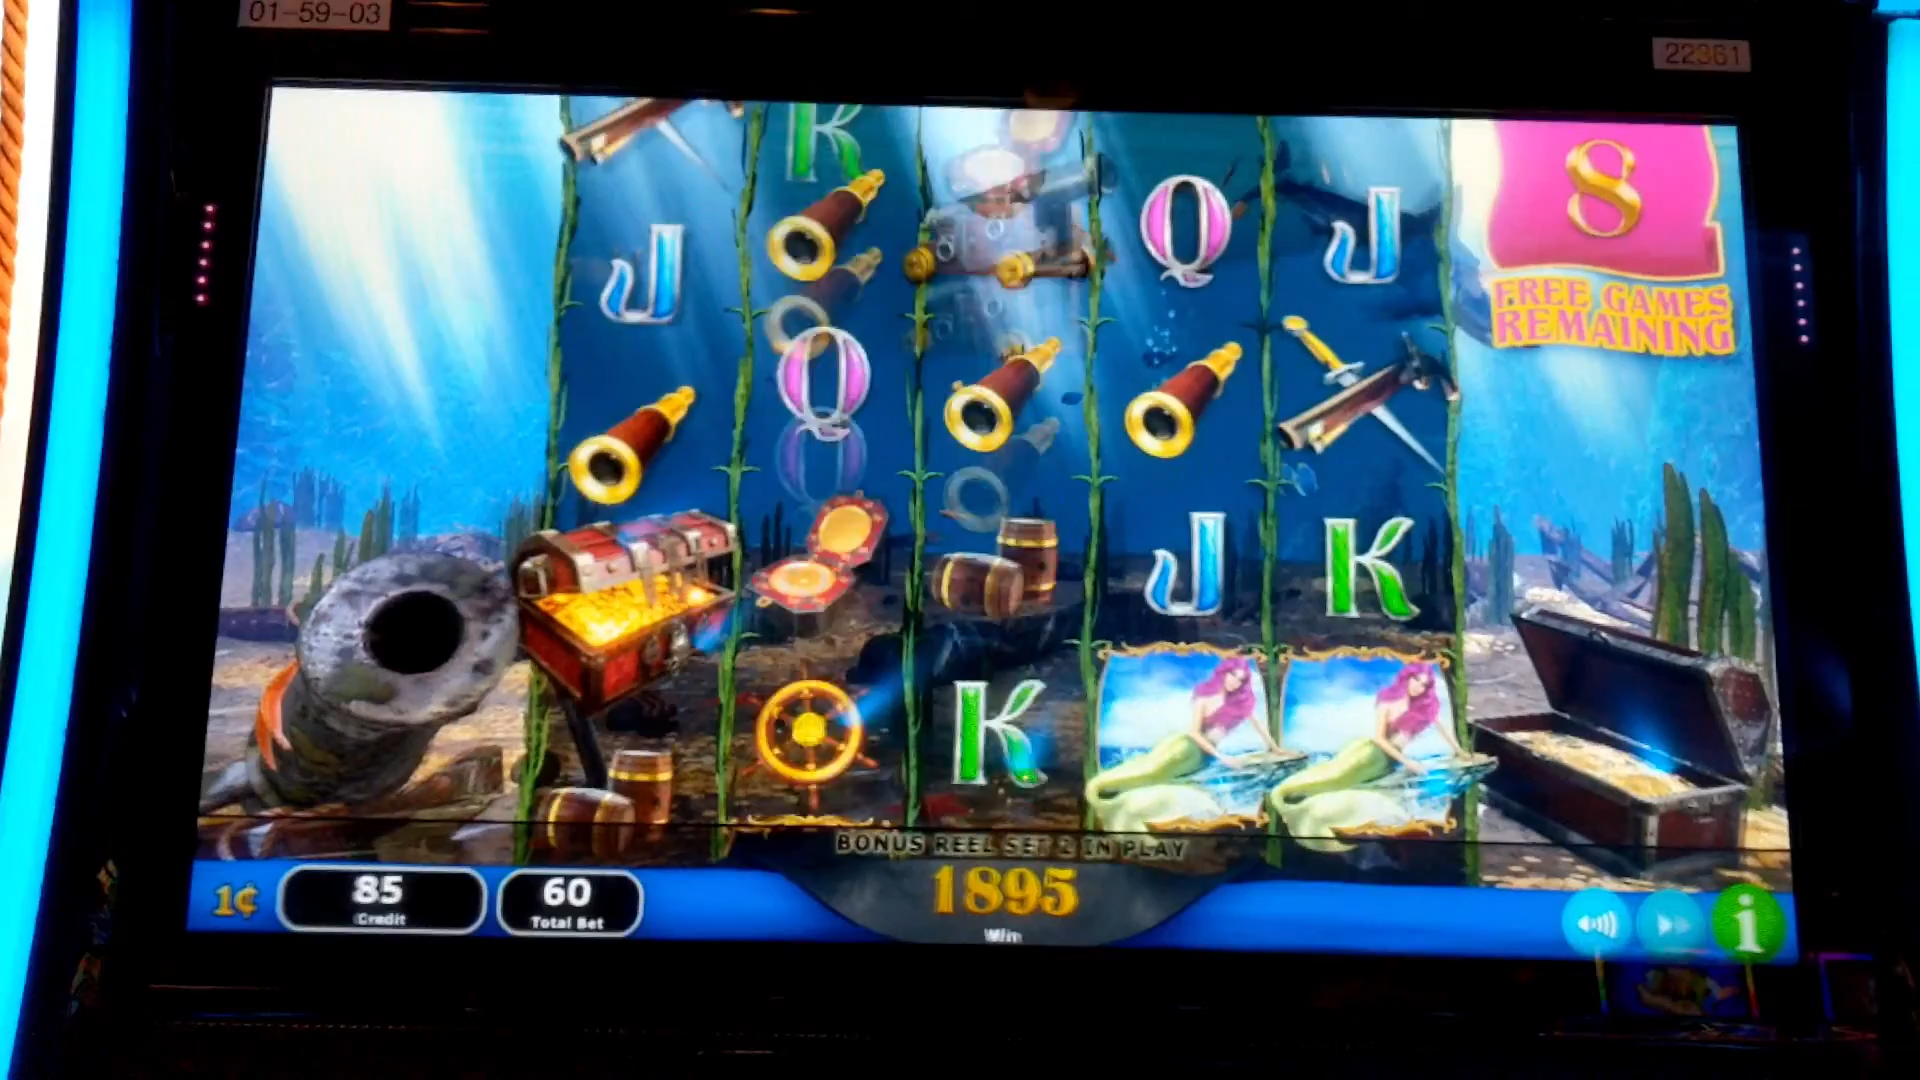 01-59-03
22361
K
8
Q
J
J
FREE GAMES
REMAINING
Q
J
K
K
BONUS REEL SET 2 IN PLAY
1¢
85
Credit
60
Total Bet
1895
Win
i